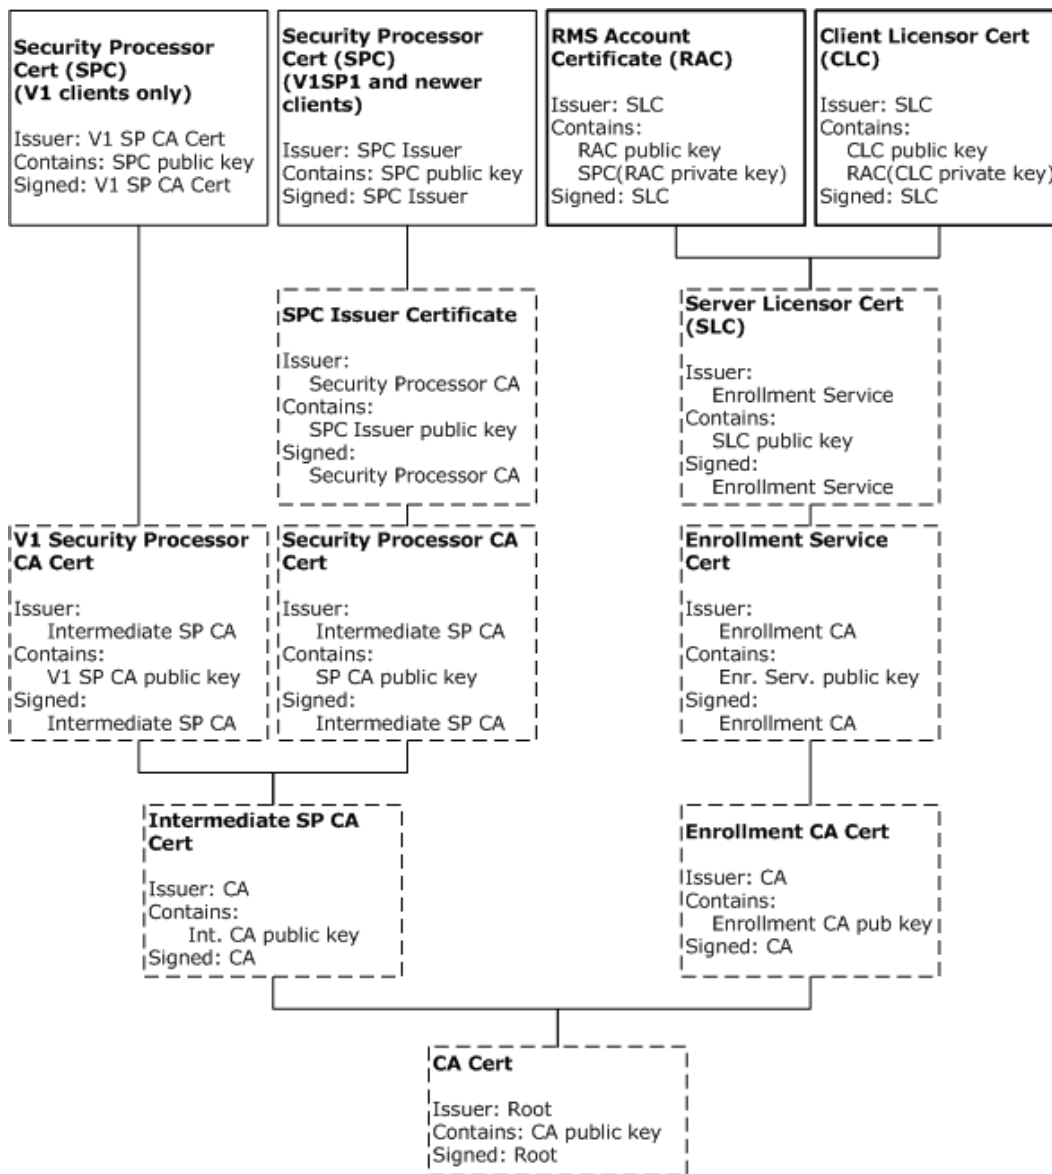 Security Processor
Cert (SPC)
(V1 clients only)
Issuer: V1 SP CA Cert
Contains: SPC public key
Signed: V1 SP CA Cert
Security Processor
Cert (SPC)
(V1SP1 and newer
clients)
Issuer: SPC Issuer
Contains: SPC public key
Signed: SPC Issuer
RMS Account
Certificate (RAC)
Issuer: SLC
Contains:
RAC public key
SPC(RAC private key)
Signed: SLC
Client Licensor Cert
(CLC)
Issuer: SLC
Contains:
CLC public key
RAC(CLC private key)
Signed: SLC
SPC Issuer Certificate
Issuer:
Security Processor CA
Contains:
SPC Issuer public key
Signed:
Security Processor CA
Server Licensor Cert
(SLC)
Issuer:
Enrollment Service
Contains:
SLC public key
Signed:
Enrollment Service
V1 Security Processor
CA Cert
Issuer:
Intermediate SP CA
Contains:
V1 SP CA public key
Signed:
Intermediate SP CA
Security Processor CA
Cert
Issuer:
Intermediate SP CA
Contains:
SP CA public key
Signed:
Intermediate SP CA
Enrollment Service
Cert
Issuer:
Enrollment CA
Contains:
Enr. Serv. public key
Signed:
Enrollment CA
Intermediate SP CA
Cert
Issuer: CA
Contains:
Int. CA public key
Signed: CA
Enrollment CA Cert
Issuer: CA
Contains:
Enrollment CA pub key
Signed: CA
CA Cert
Issuer: Root
Contains: CA public key
Signed: Root